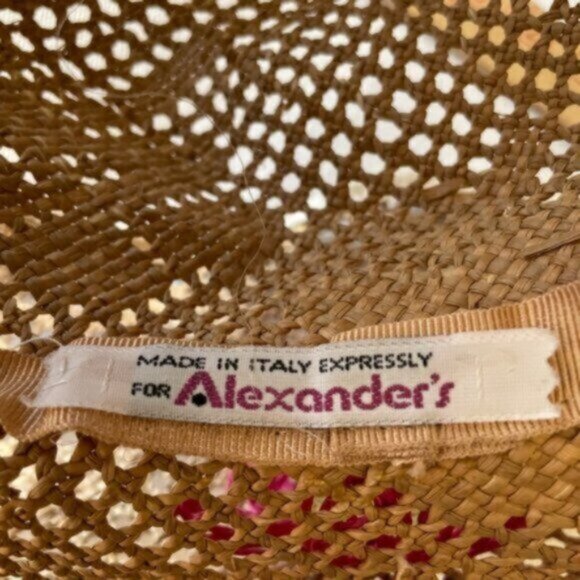 MADE IN ITALY EXPRESSLY
FOR Alexander's